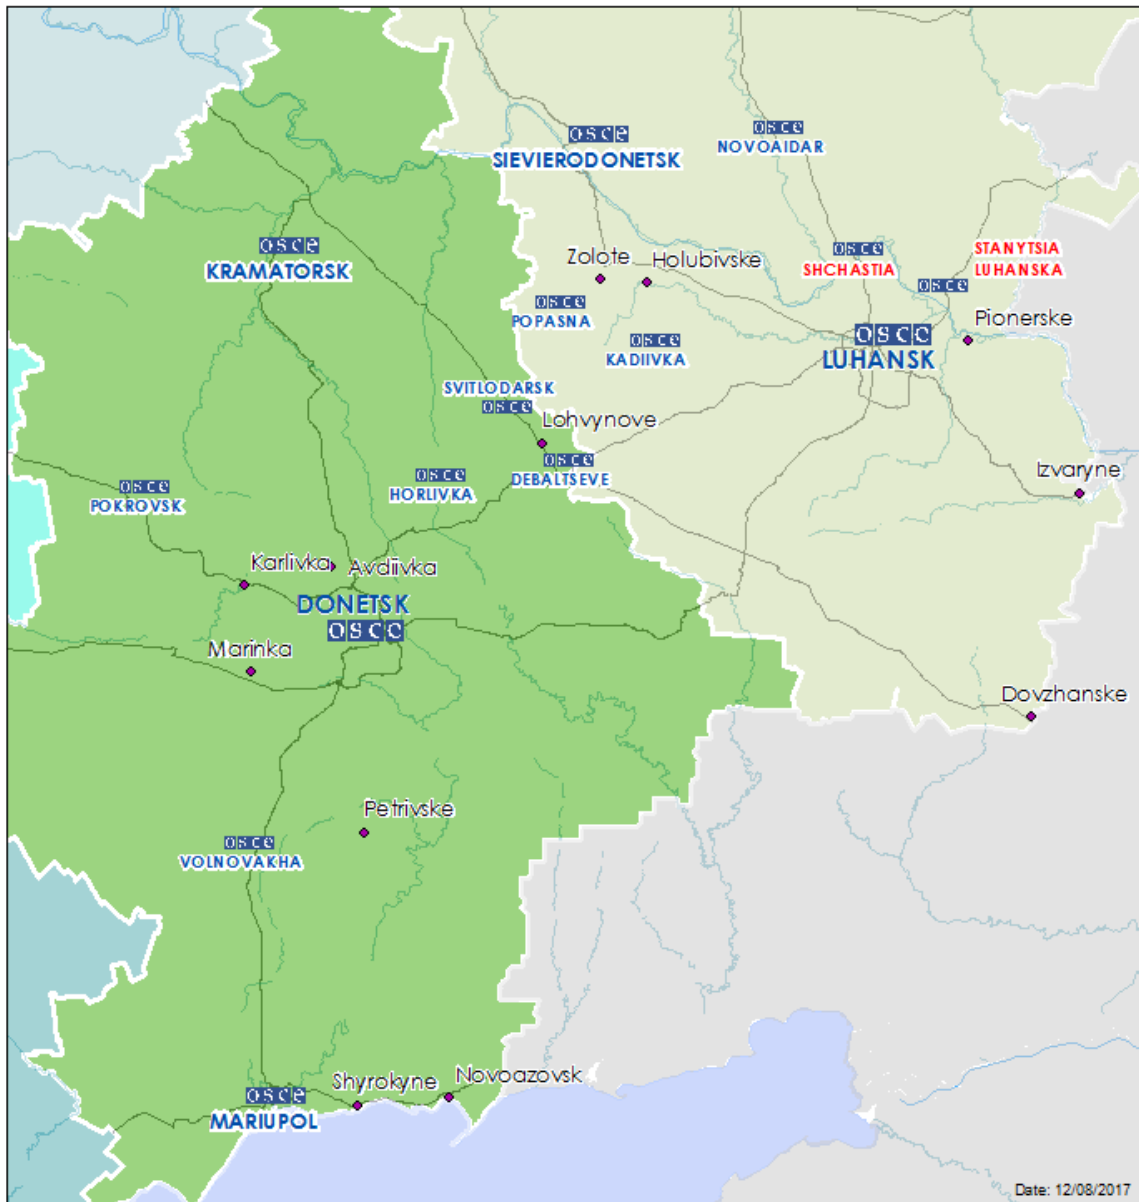 osce
SIEVIERODONETSK
osce
NOVOAIDAR
osce
KRAMATORSK
osce
SHCHASTIA
STANYTSIA
LUHANSKA
osce
Zolote
Holubivske
osce
POPASNA
osce
KADIIVKA
osce
LUHANSK
Pionerske
SVITLODARSK
osce
Lohvynove
osce
DEBALTSEVE
osce
HORLIVKA
osce
POKROVSK
Izvaryne
Karlivka
Avdiivka
DONETSK
osce
Marinka
Dovzhanske
Petrivske
osce
VOLNOVAKHA
osce
MARIUPOL
Shyrokyne
Novoazovsk
Date: 12/08/2017